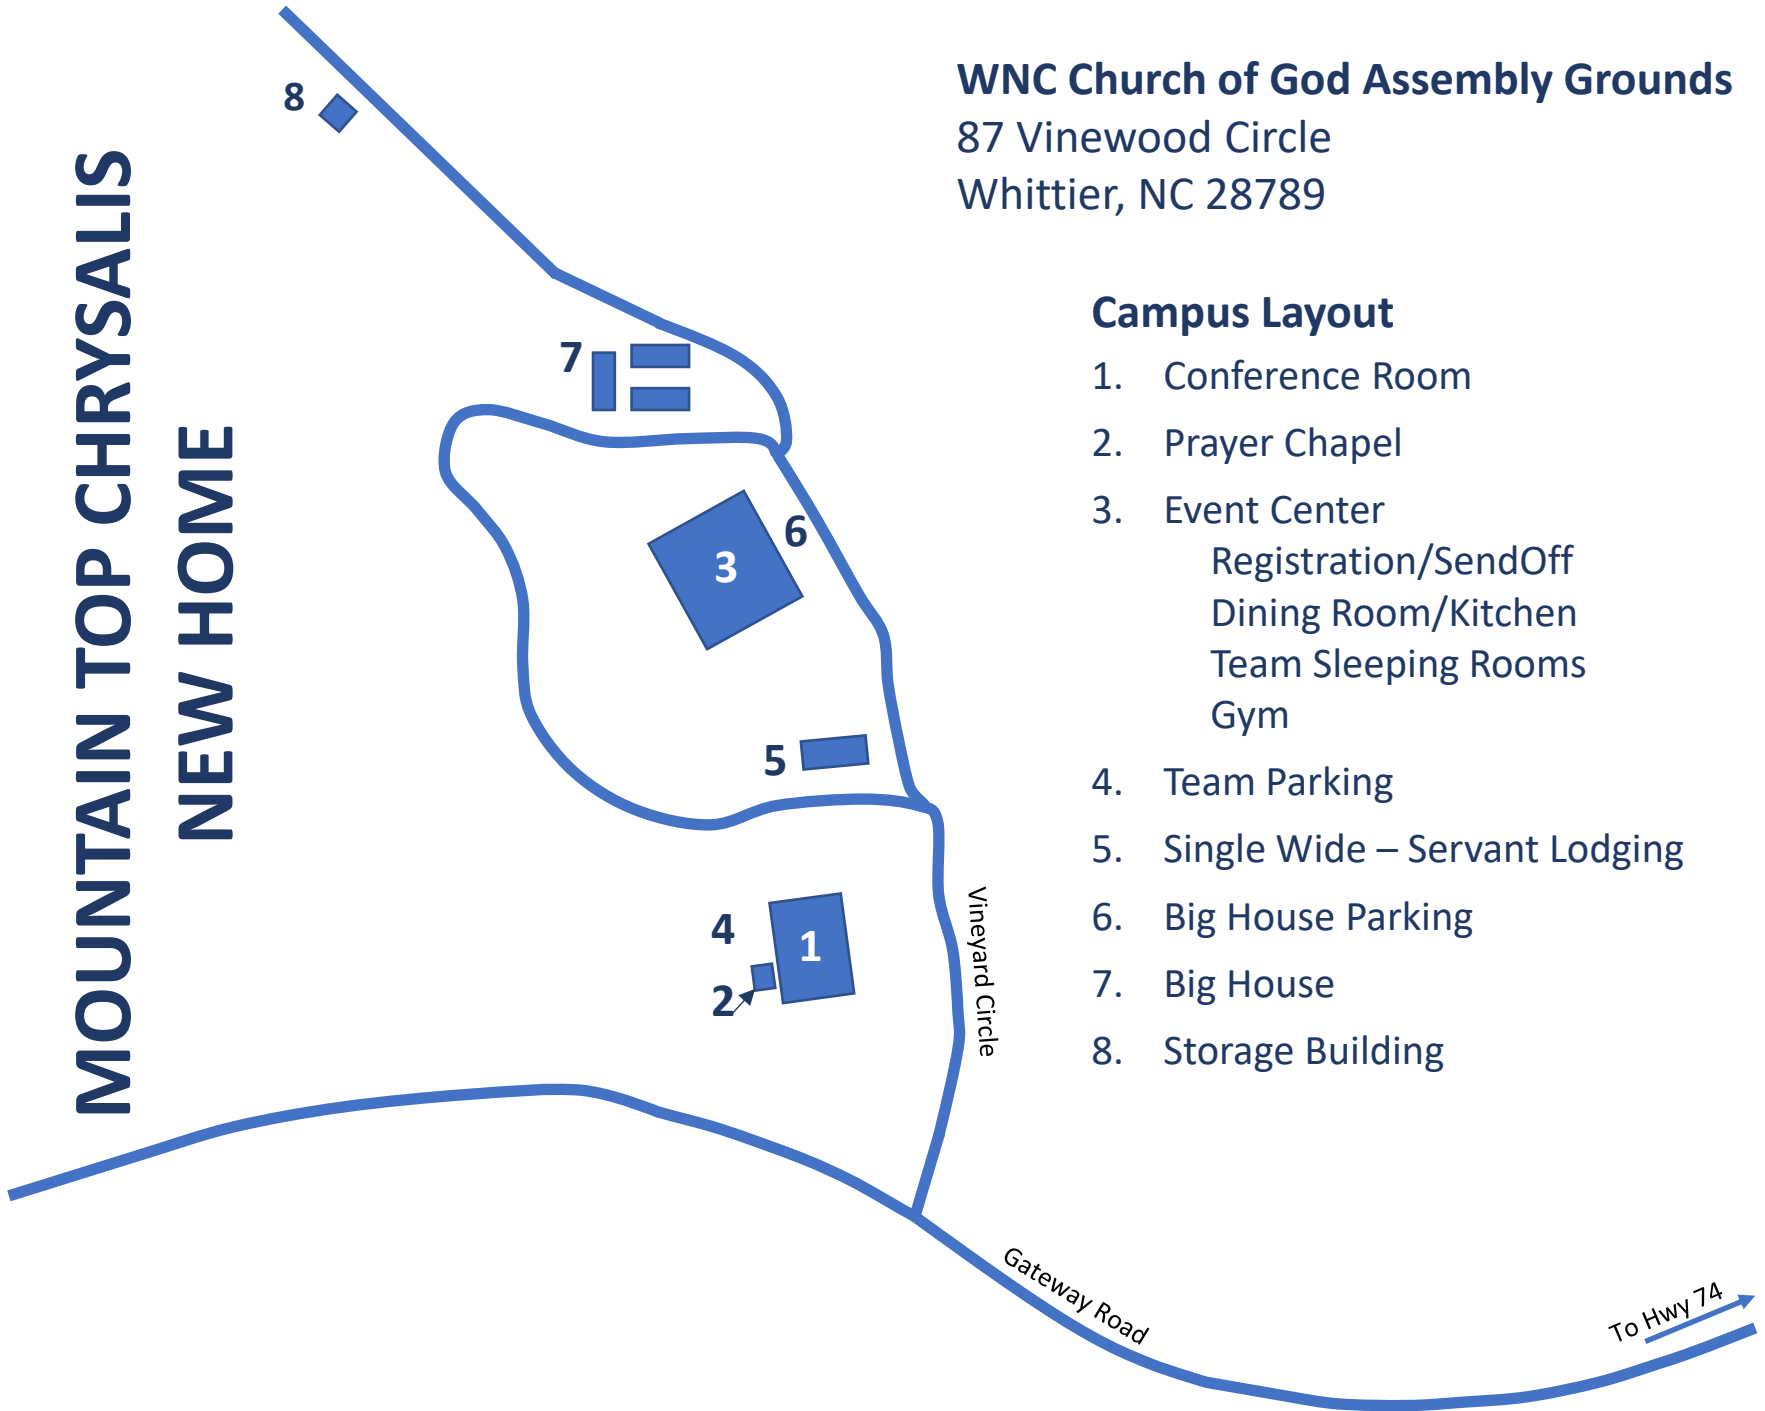 MOUNTAIN TOP CHRYSALIS
NEW HOME
WNC Church of God Assembly Grounds
87 Vinewood Circle
Whittier, NC 28789
Campus Layout
1. Conference Room
2. Prayer Chapel
3. Event Center
Registration/SendOff
Dining Room/Kitchen
Team Sleeping Rooms
Gym
4. Team Parking
5. Single Wide – Servant Lodging
6. Big House Parking
7. Big House
8. Storage Building
8
7
6
3
5
4
1
2
Vineyard Circle
Gateway Road
To Hwy 74